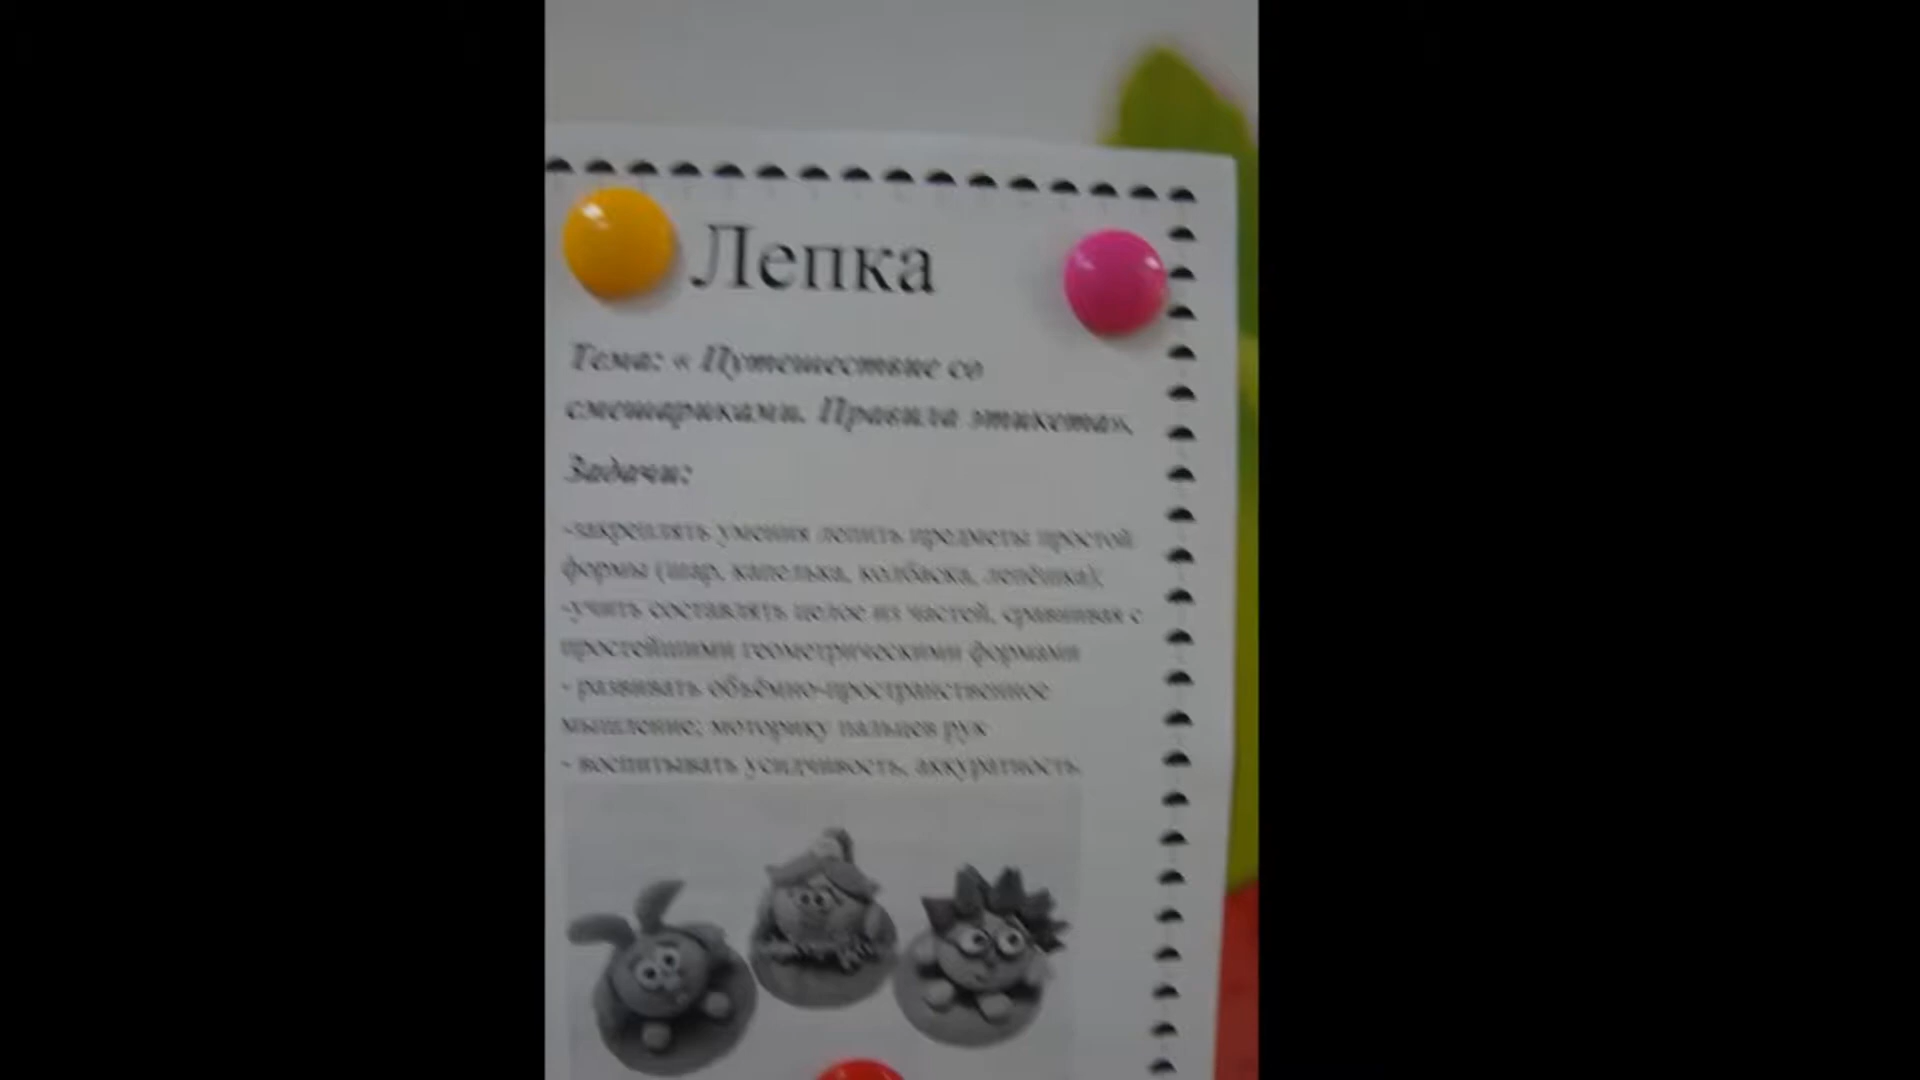 Лепка
Тема: « Путешествие со
смешариками. Правила этикета».
Задачи:
-закреплять умения лепить предметы простой
формы (шар, капелька, колбаска, лепёшка);
-учить составлять целое из частей, сравнивая с
простейшими геометрическими формами
- развивать объёмно-пространственное
мышление; моторику пальцев рук
- воспитывать усидчивость, аккуратность.